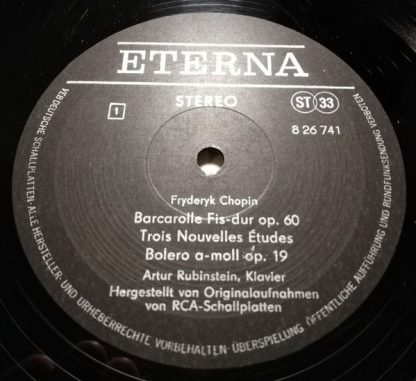 ETERNA
STEREO
ST 33
1
8 26 741
Fryderyk Chopin
Barcarolle Fis-dur op. 60
Trois Nouvelles Études
Bolero a-moll op. 19
Artur Rubinstein, Klavier
Hergestellt von Originalaufnahmen
von RCA-Schallplatten
VEB DEUTSCHE SCHALLPLATTEN · ALLE HERSTELLER- UND URHEBERRECHTE VORBEHALTEN · ÜBERSPIELUNG ÖFFENTLICHE AUFFÜHRUNG UND RUNDFUNKSENDUNG VERBOTEN